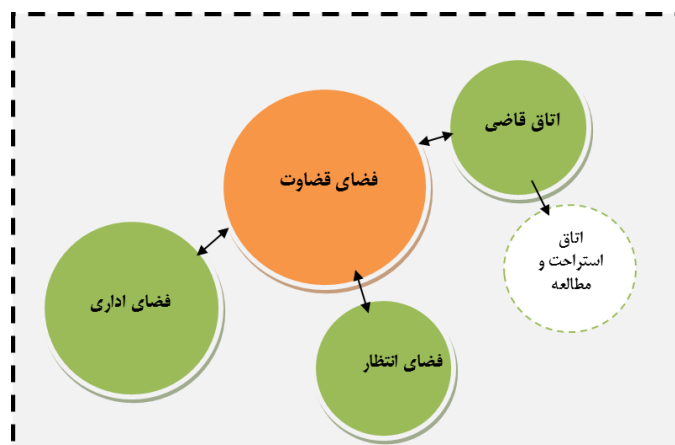 اتاق قاضی
فضای قضاوت
اتاق
استراحت و
مطالعه
فضای اداری
فضای انتظار